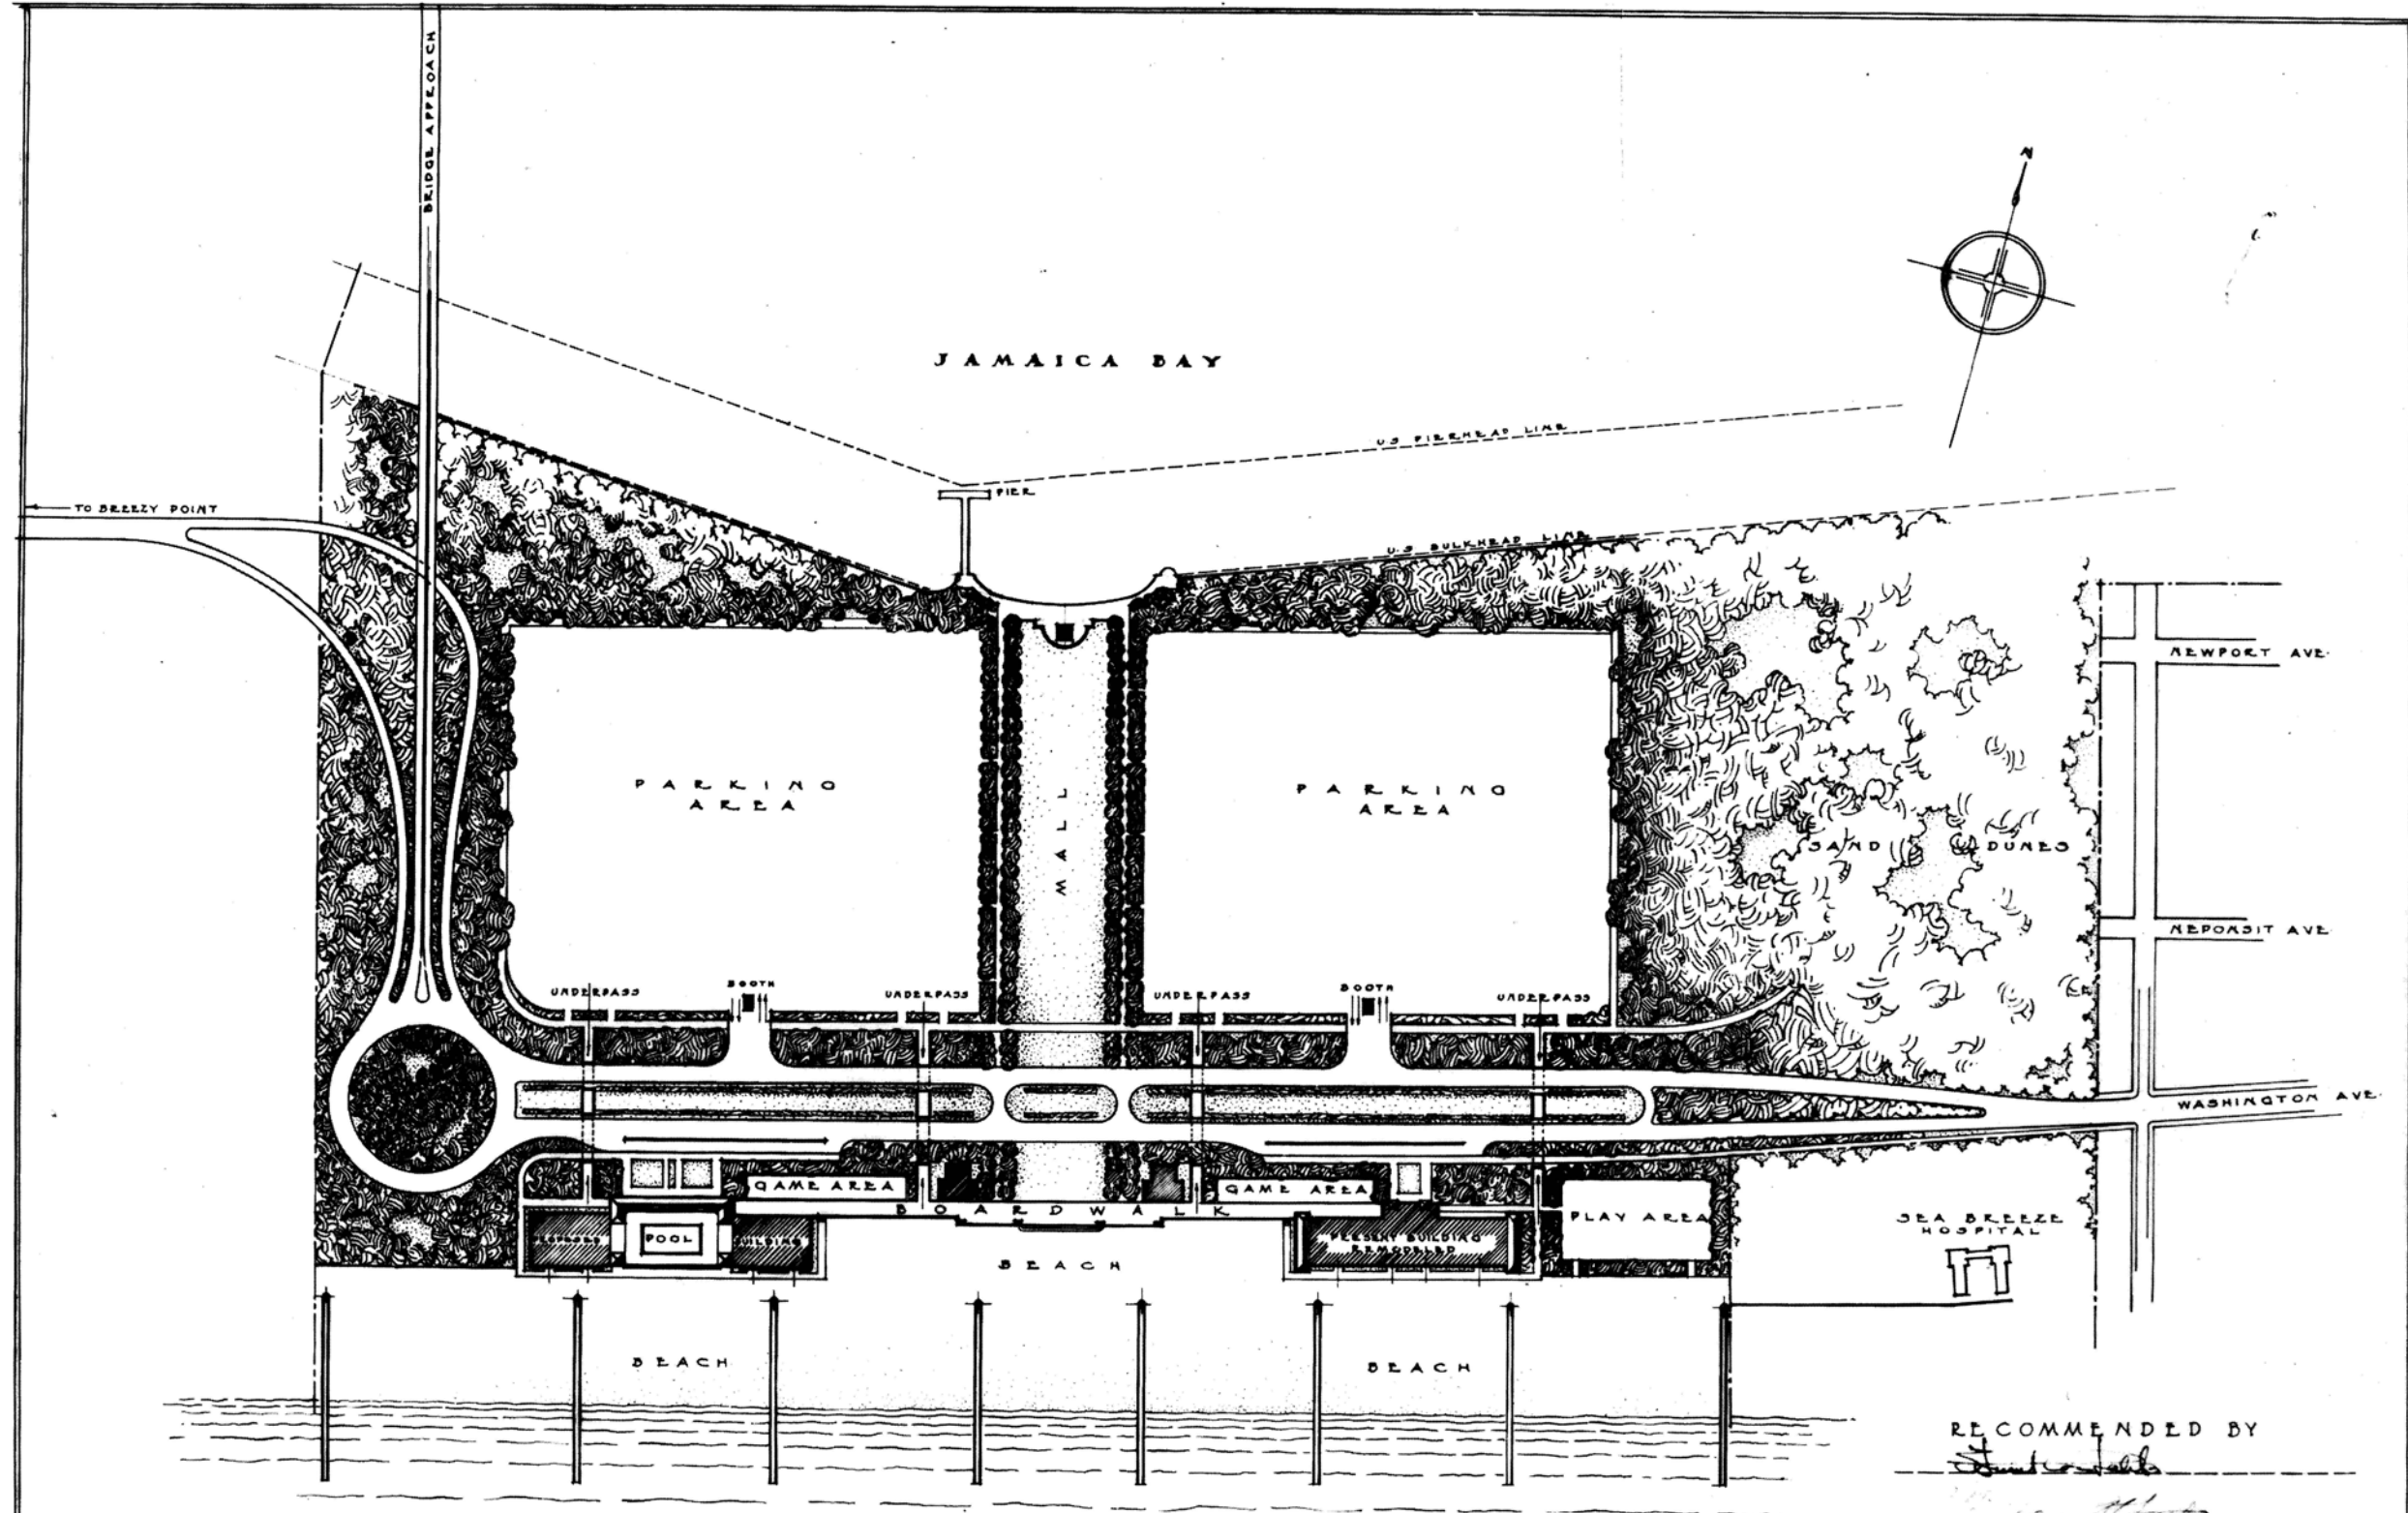 BRIDGE APPROACH
N
JAMAICA BAY
U.S PIERHEAD LINE
PIER
TO BREEZY POINT
U.S BULKHEAD LINE
NEWPORT AVE.
PARKING
AREA
PARKING
AREA
MALL
SAND DUNES
NEPONSIT AVE
UNDERPASS
BOOTH
UNDERPASS
UNDERPASS
BOOTH
UNDERPASS
WASHINGTON AVE.
GAME AREA
GAME AREA
BOARDWALK
PLAY AREA
SEA BREEZE
HOSPITAL
POOL
BUILDING
PRESENT BUILDING
REMODELED
BEACH
BEACH
BEACH
RECOMMENDED BY